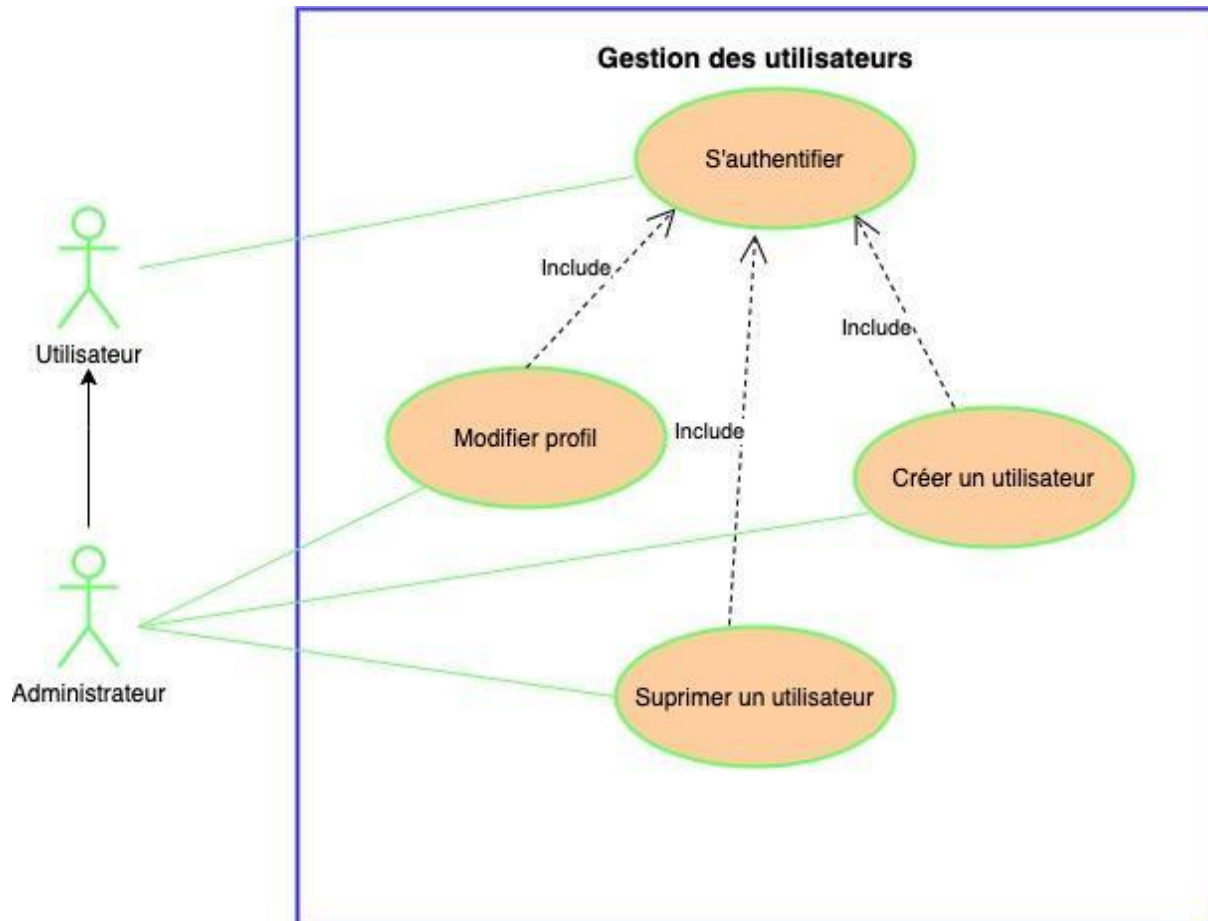 Gestion des utilisateurs
S'authentifier
Include
Utilisateur
Include
Modifier profil
Include
Créer un utilisateur
Administrateur
Suprimer un utilisateur